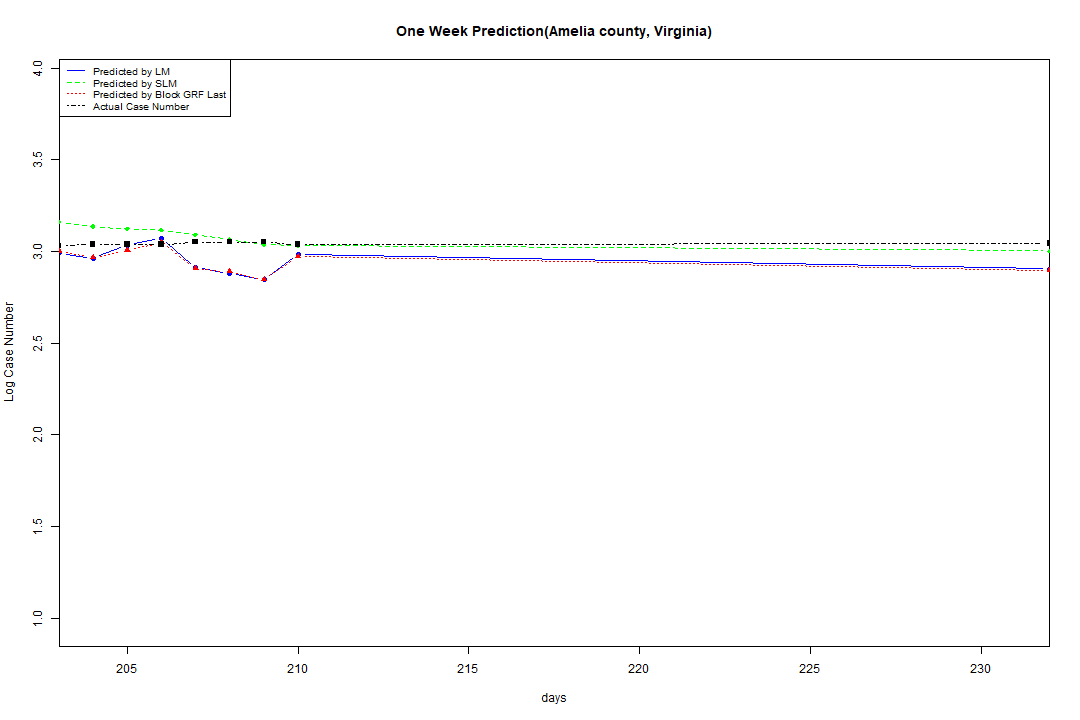 One Week Prediction(Amelia county, Virginia)
Predicted by LM
Predicted by SLM
Predicted by Block GRF Last
Actual Case Number
4.0
3.5
3.0
2.5
2.0
1.5
1.0
Log Case Number
205 210 215 220 225 230
days